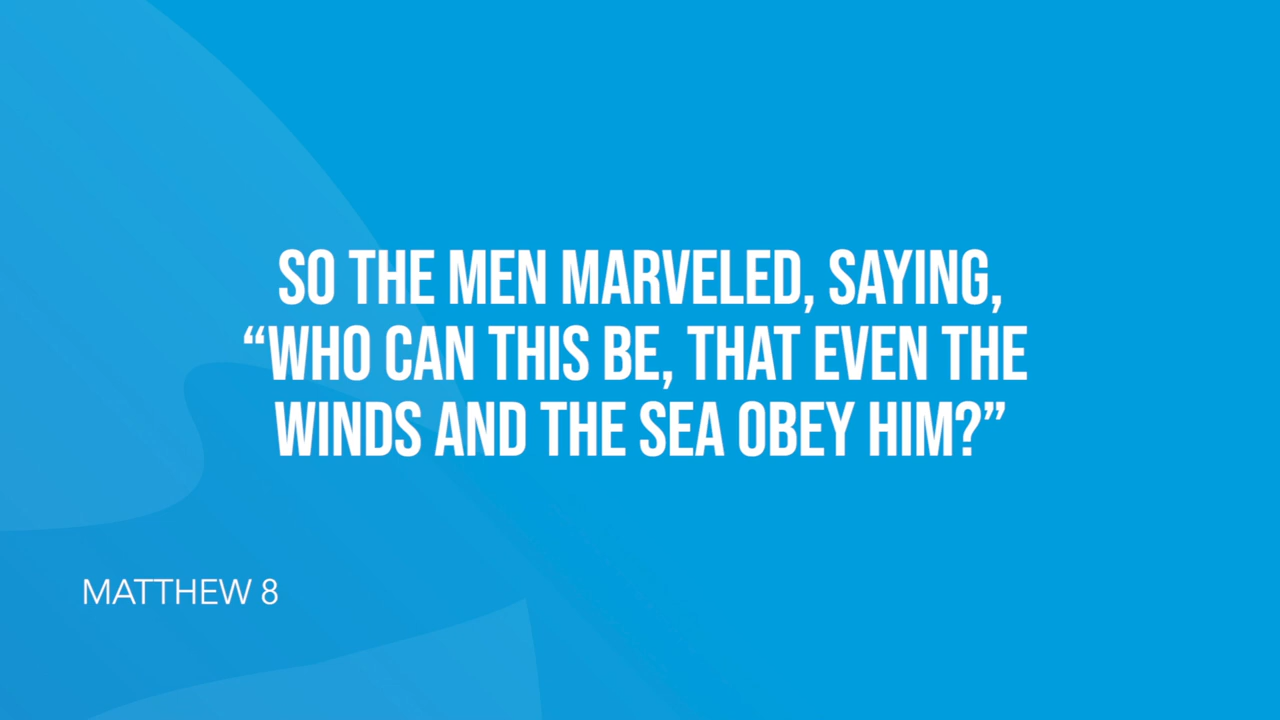 SO THE MEN MARVELED, SAYING,
“WHO CAN THIS BE, THAT EVEN THE
WINDS AND THE SEA OBEY HIM?”
MATTHEW 8